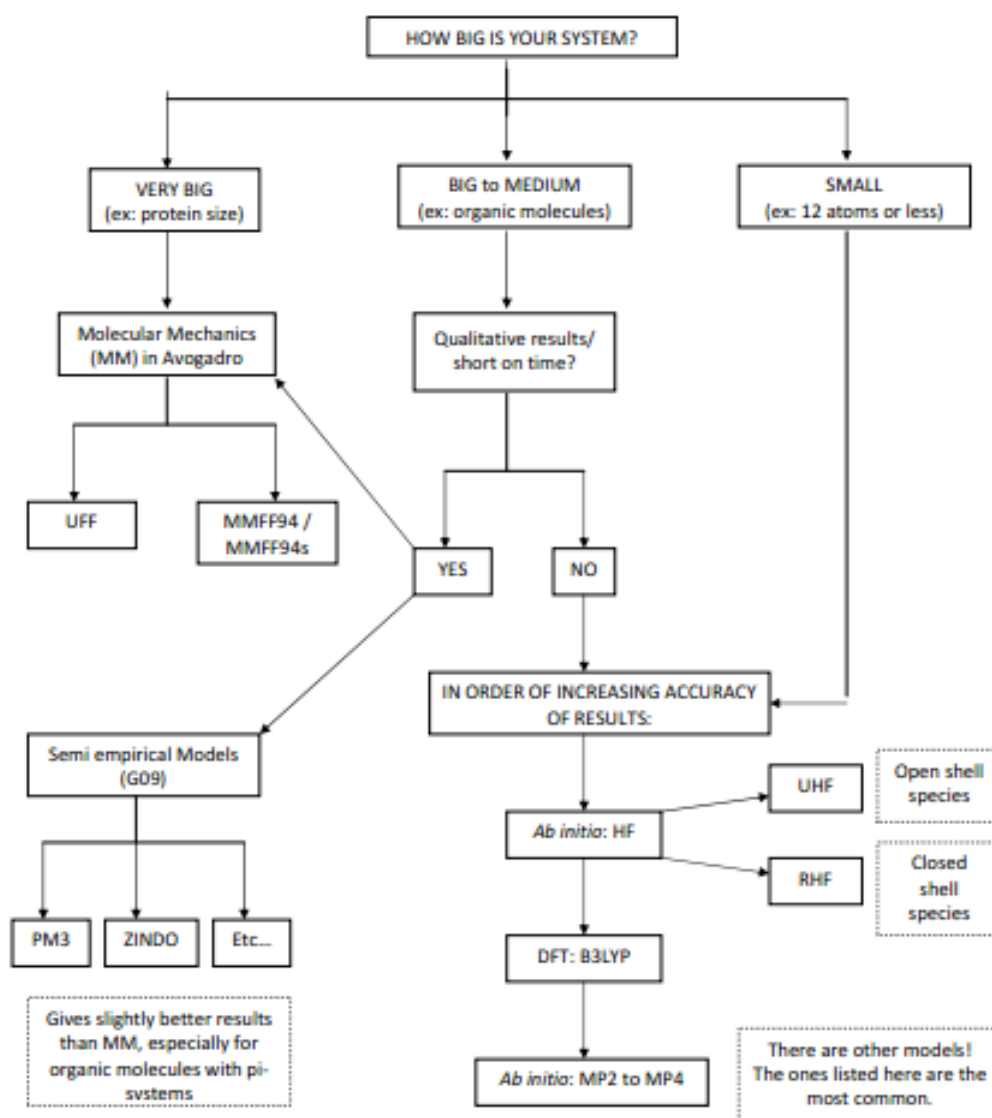 HOW BIG IS YOUR SYSTEM?
VERY BIG
(ex: protein size)
BIG to MEDIUM
(ex: organic molecules)
SMALL
(ex: 12 atoms or less)
Molecular Mechanics
(MM) in Avogadro
Qualitative results/
short on time?
UFF
MMFF94 /
MMFF94s
YES
NO
IN ORDER OF INCREASING ACCURACY
OF RESULTS:
Semi empirical Models
(G09)
UHF
Open shell
species
Ab initio: HF
RHF
Closed
shell
species
PM3
ZINDO
Etc...
DFT: B3LYP
Gives slightly better results
than MM, especially for
organic molecules with pi-
systems
Ab initio: MP2 to MP4
There are other models!
The ones listed here are the
most common.